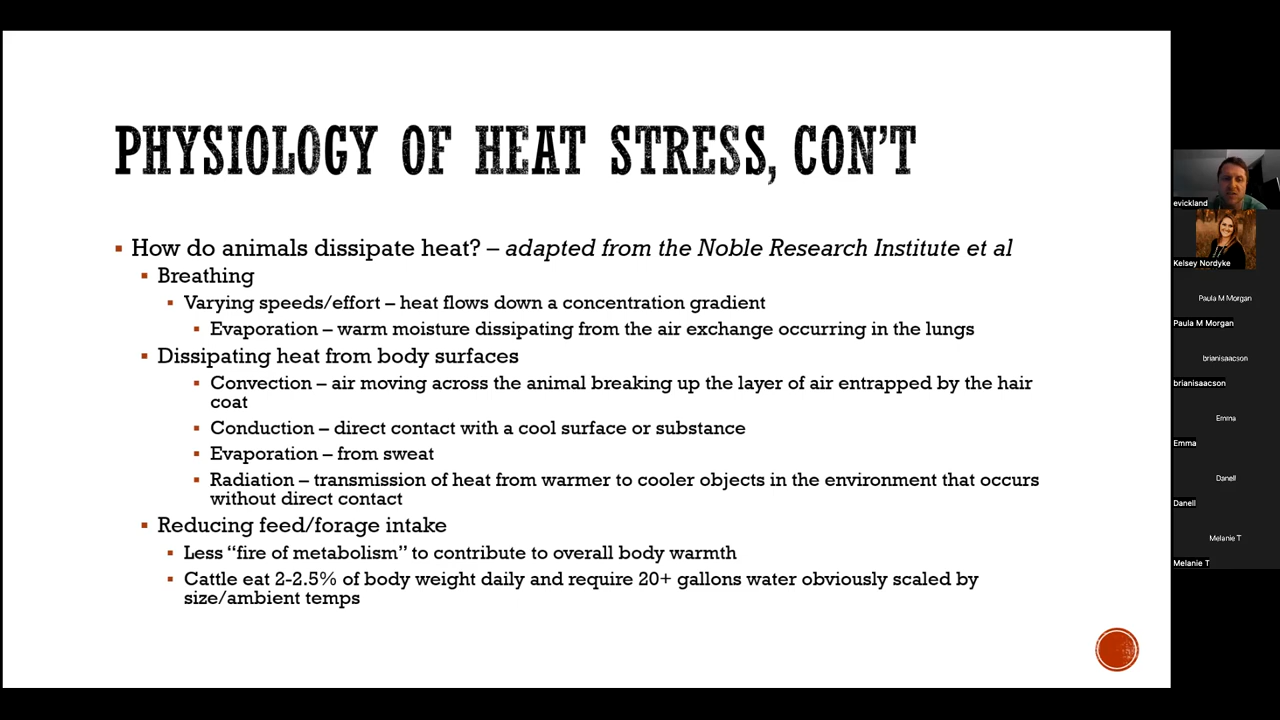 PHYSIOLOGY OF HEAT STRESS, CON'T
How do animals dissipate heat? – adapted from the Noble Research Institute et al
Breathing
Varying speeds/effort – heat flows down a concentration gradient
Evaporation – warm moisture dissipating from the air exchange occurring in the lungs
Dissipating heat from body surfaces
Convection – air moving across the animal breaking up the layer of air entrapped by the hair
coat
Conduction – direct contact with a cool surface or substance
Evaporation – from sweat
Radiation – transmission of heat from warmer to cooler objects in the environment that occurs
without direct contact
Reducing feed/forage intake
Less “fire of metabolism” to contribute to overall body warmth
Cattle eat 2-2.5% of body weight daily and require 20+ gallons water obviously scaled by
size/ambient temps
evickland
Kelsey Nordyke
Paula M Morgan
Paula M Morgan
brianisaacson
brianisaacson
Emma
Emma
Danell
Danell
Melanie T
Melanie T